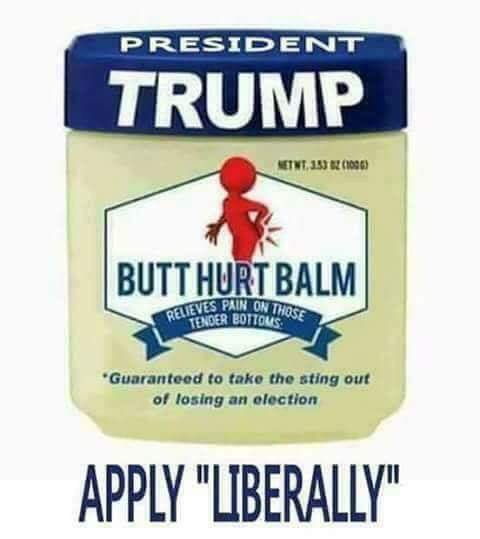 PRESIDENT
TRUMP
NET WT. 3.53 OZ (100G)
BUTT HURT BALM
RELIEVES PAIN ON THOSE
TENDER BOTTOMS:
*Guaranteed to take the sting out
of losing an election
APPLY "LIBERALLY"